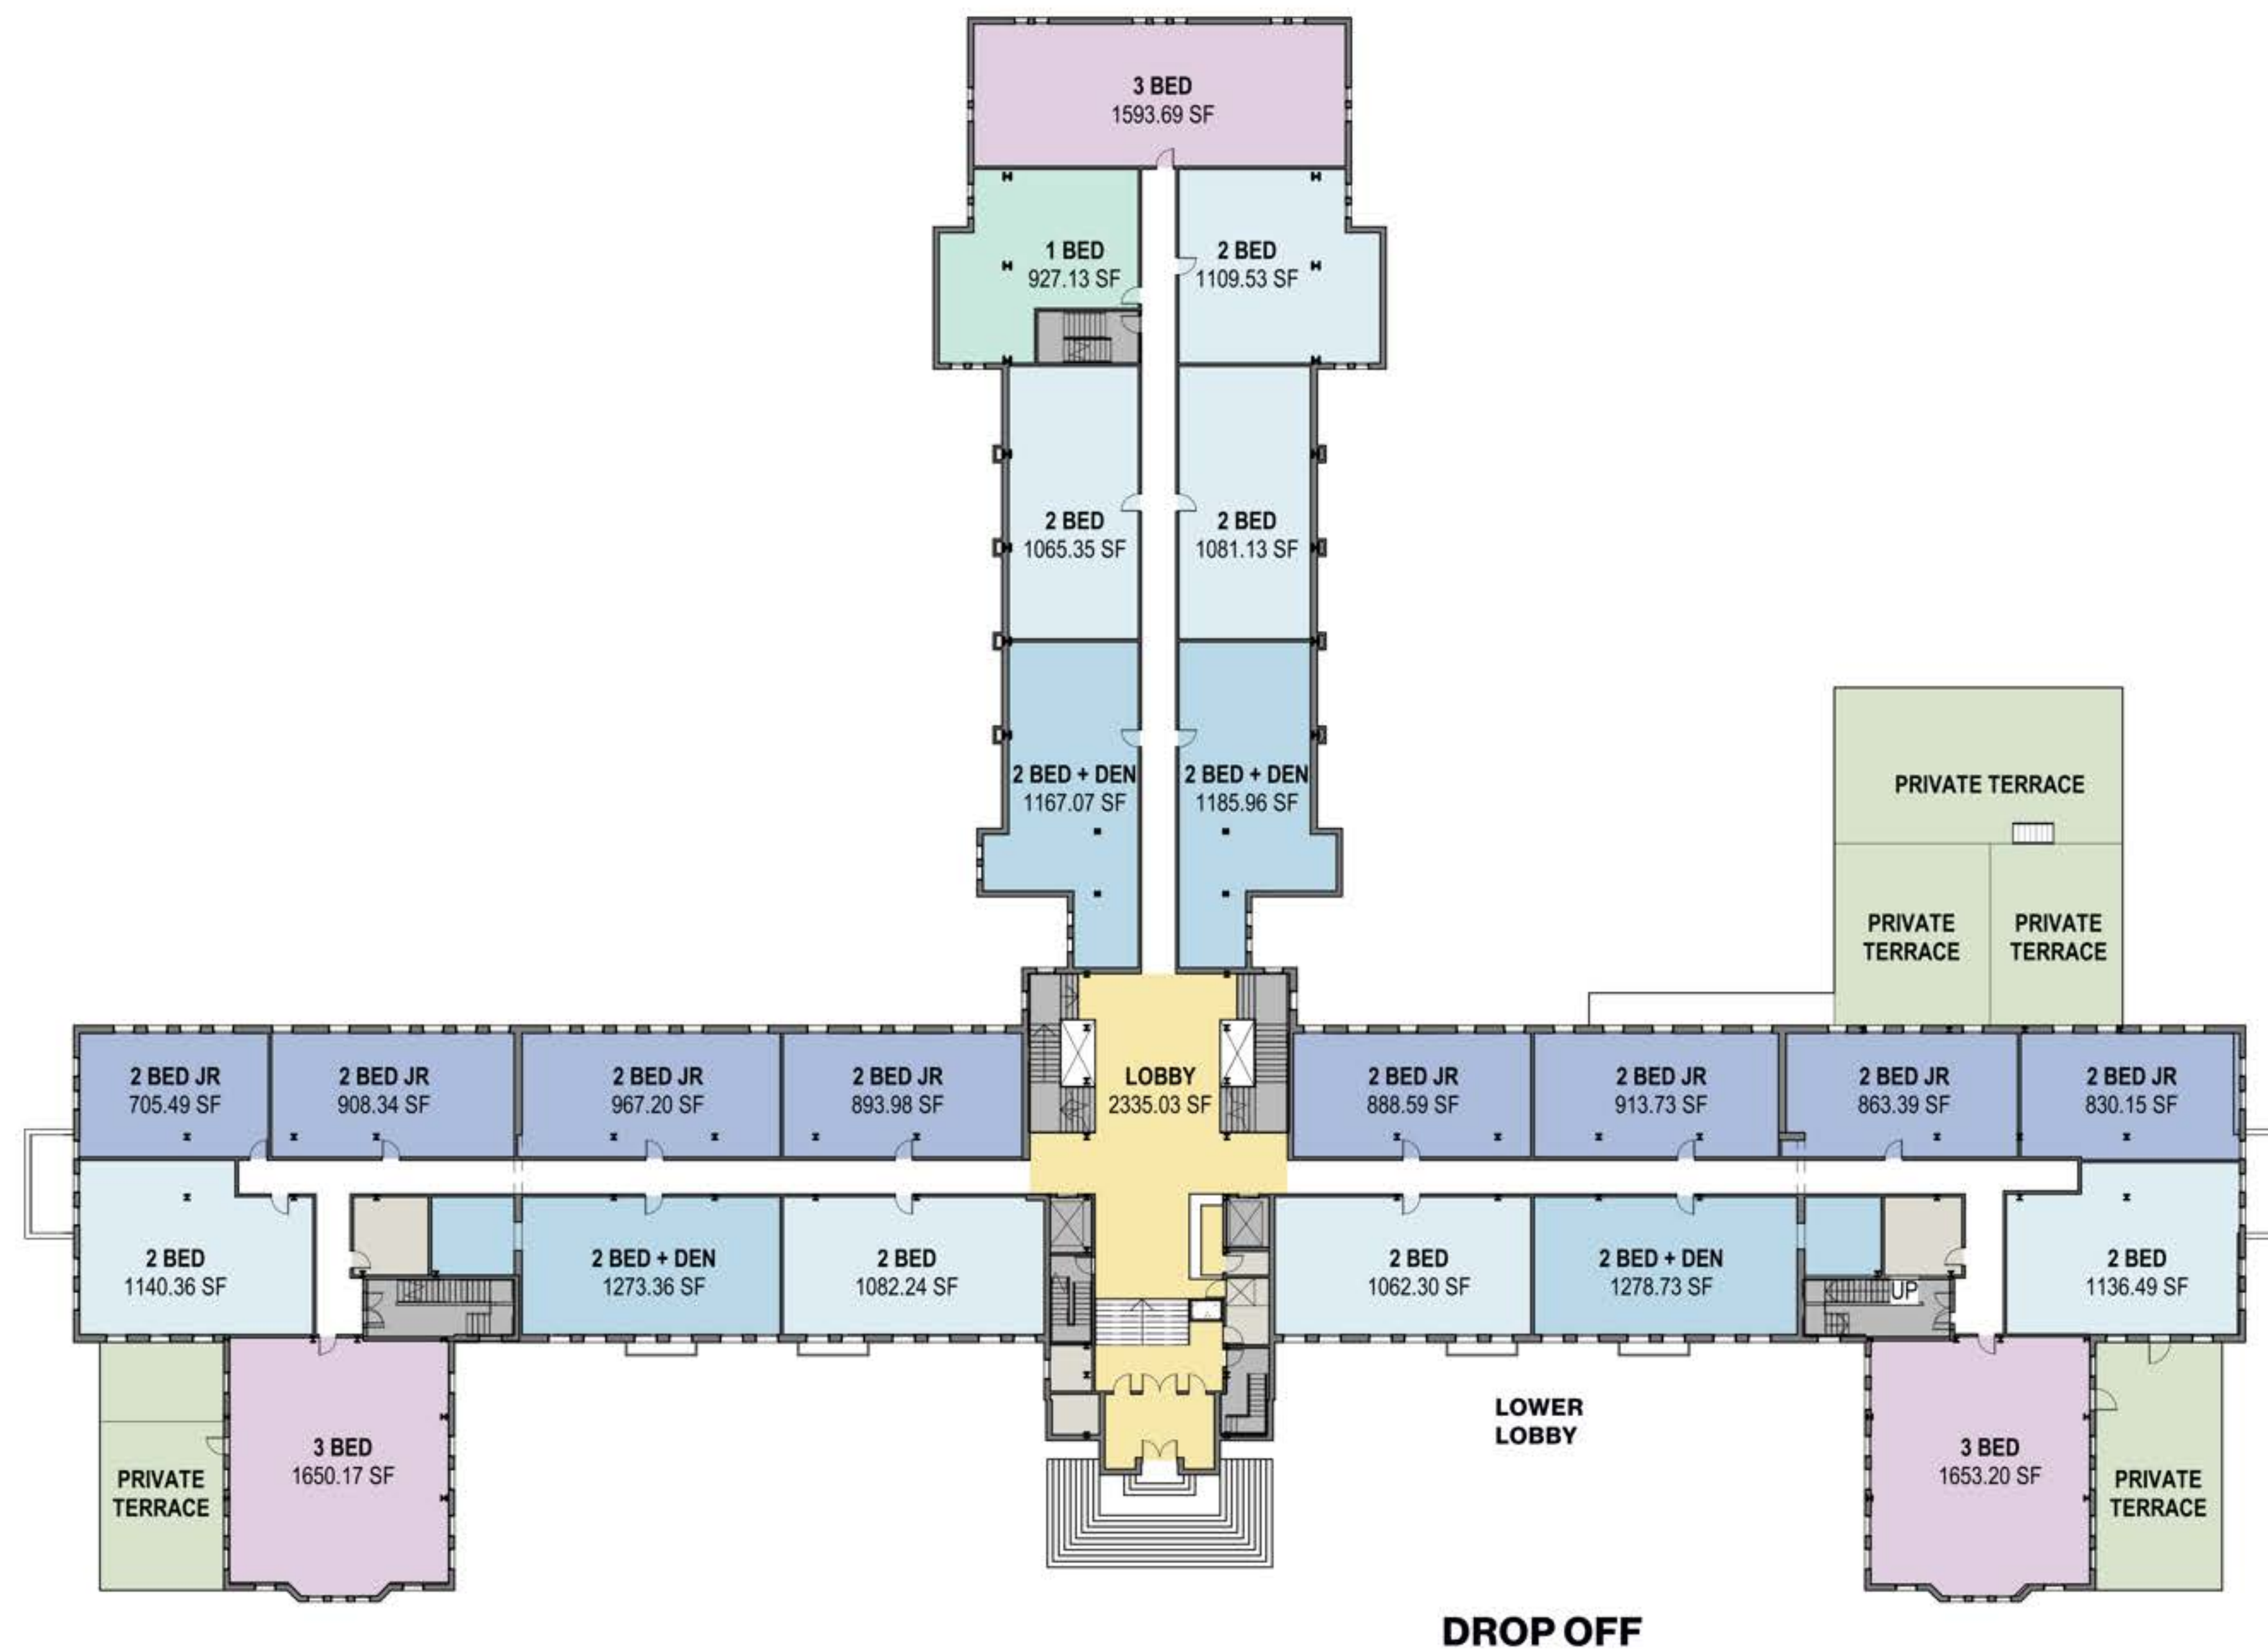 3 BED
1593.69 SF
1 BED
927.13 SF
2 BED
1109.53 SF
2 BED
1065.35 SF
2 BED
1081.13 SF
2 BED + DEN
1167.07 SF
2 BED + DEN
1185.96 SF
PRIVATE TERRACE
PRIVATE
TERRACE
PRIVATE
TERRACE
2 BED JR
705.49 SF
2 BED JR
908.34 SF
2 BED JR
967.20 SF
2 BED JR
893.98 SF
LOBBY
2335.03 SF
2 BED JR
888.59 SF
2 BED JR
913.73 SF
2 BED JR
863.39 SF
2 BED JR
830.15 SF
2 BED
1140.36 SF
2 BED + DEN
1273.36 SF
2 BED
1082.24 SF
2 BED
1062.30 SF
2 BED + DEN
1278.73 SF
UP
2 BED
1136.49 SF
PRIVATE
TERRACE
3 BED
1650.17 SF
LOWER
LOBBY
3 BED
1653.20 SF
PRIVATE
TERRACE
DROP OFF